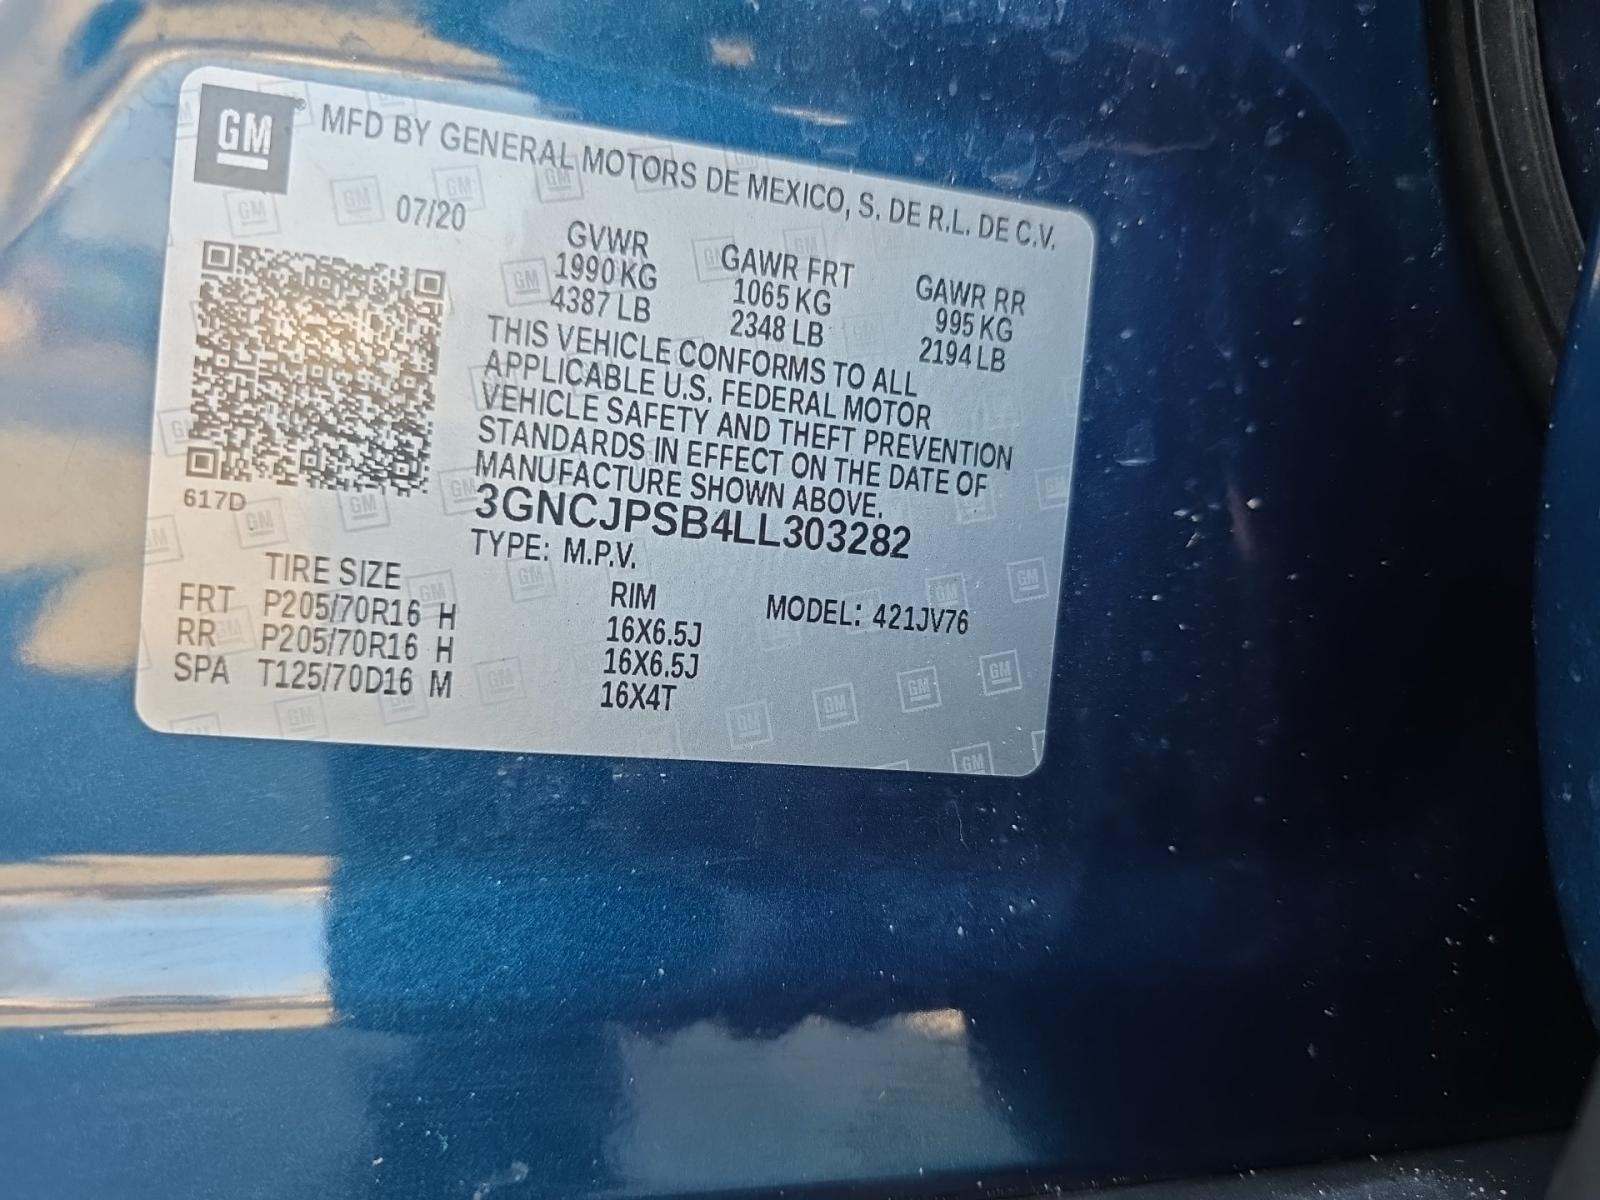 GM® MFD BY GENERAL MOTORS DE MEXICO, S. DE R.L. DE C.V.
07/20
GVWR GAWR FRT GAWR RR
1990 KG 1065 KG 995 KG
4387 LB 2348 LB 2194 LB
THIS VEHICLE CONFORMS TO ALL
APPLICABLE U.S. FEDERAL MOTOR
VEHICLE SAFETY AND THEFT PREVENTION
STANDARDS IN EFFECT ON THE DATE OF
MANUFACTURE SHOWN ABOVE.
617D
3GNCJPSB4LL303282
TYPE: M.P.V.
MODEL: 421JV76
TIRE SIZE RIM
FRT P205/70R16 H 16X6.5J
RR P205/70R16 H 16X6.5J
SPA T125/70D16 M 16X4T